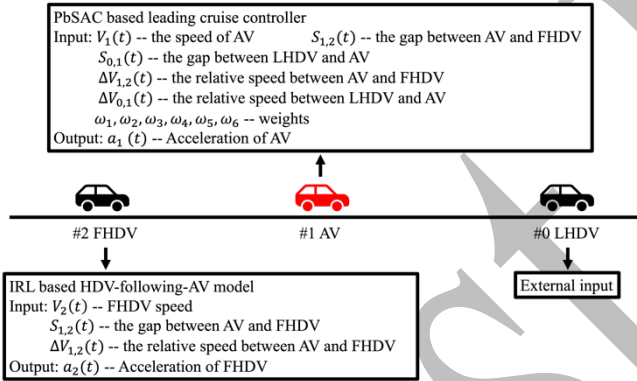 PbSAC based leading cruise controller
Input: V₁(t) -- the speed of AV S₁,₂(t) -- the gap between AV and FHDV
S₀,₁(t) -- the gap between LHDV and AV
ΔV₁,₂(t) -- the relative speed between AV and FHDV
ΔV₀,₁(t) -- the relative speed between LHDV and AV
ω₁, ω₂, ω₃, ω₄, ω₅, ω₆ -- weights
Output: a₁ (t) -- Acceleration of AV
#2 FHDV #1 AV #0 LHDV
IRL based HDV-following-AV model
Input: V₂(t) -- FHDV speed
S₁,₂(t) -- the gap between AV and FHDV
ΔV₁,₂(t) -- the relative speed between AV and FHDV
Output: a₂(t) -- Acceleration of FHDV
External input